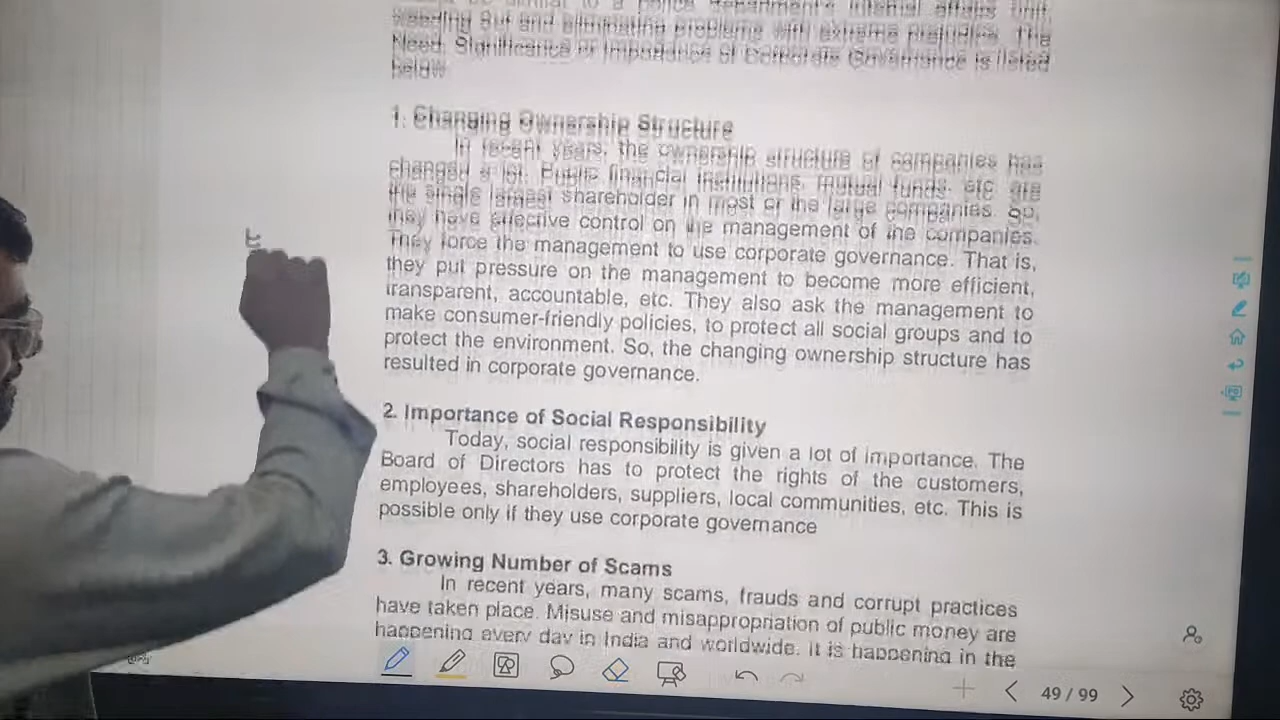 weeding out and eliminating problems with extreme prejudice. The
Need, Significance or Importance of Corporate Governance is listed
below
1. Changing Ownership Structure
In recent years, the ownership structure of companies has
changed a lot. Public financial institutions, mutual funds, etc. are
the single largest shareholder in most of the large companies. So,
they have effective control on the management of the companies.
They force the management to use corporate governance. That is,
they put pressure on the management to become more efficient,
transparent, accountable, etc. They also ask the management to
make consumer-friendly policies, to protect all social groups and to
protect the environment. So, the changing ownership structure has
resulted in corporate governance.
2. Importance of Social Responsibility
Today, social responsibility is given a lot of importance. The
Board of Directors has to protect the rights of the customers,
employees, shareholders, suppliers, local communities, etc. This is
possible only if they use corporate governance
3. Growing Number of Scams
In recent years, many scams, frauds and corrupt practices
have taken place. Misuse and misappropriation of public money are
happening every day in India and worldwide. It is happening in the
49 / 99